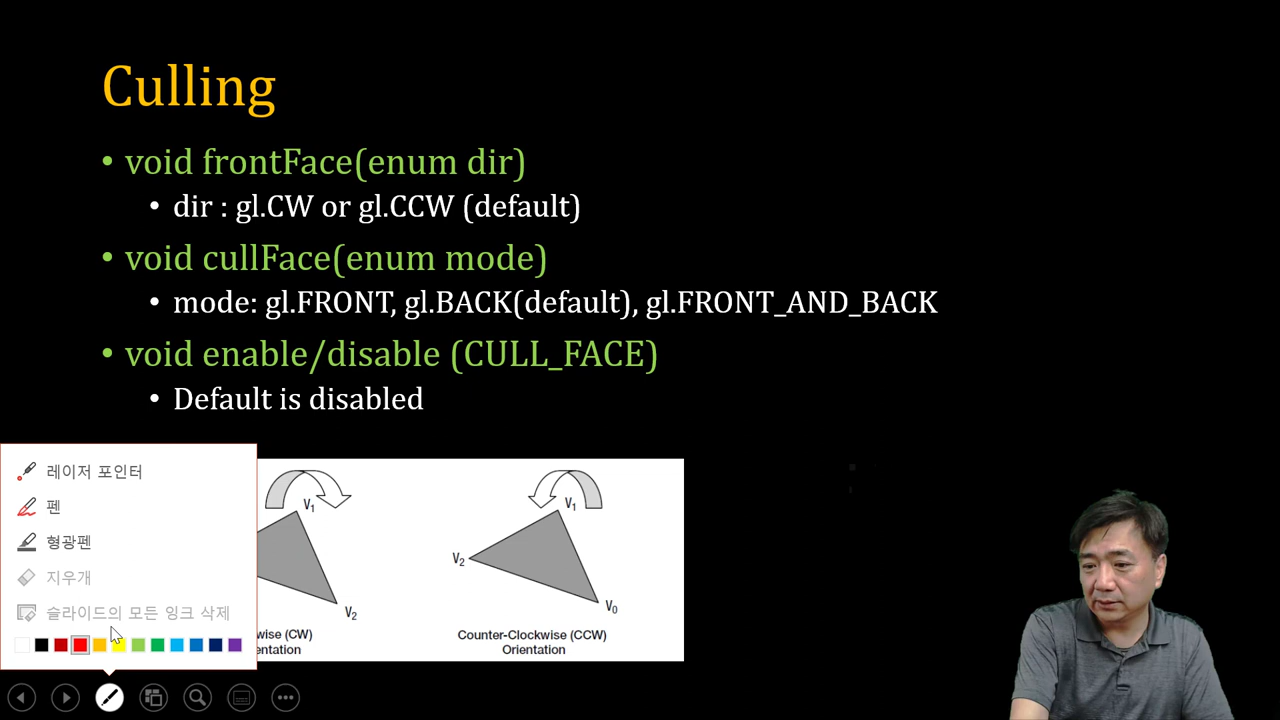 Culling
• void frontFace(enum dir)
• dir : gl.CW or gl.CCW (default)
• void cullFace(enum mode)
• mode: gl.FRONT, gl.BACK(default), gl.FRONT_AND_BACK
• void enable/disable (CULL_FACE)
• Default is disabled
레이저 포인터
펜
형광펜
지우개
슬라이드의 모든 잉크 삭제
V1
V2
wise (CW)
entation
V1
V2
V0
Counter-Clockwise (CCW)
Orientation